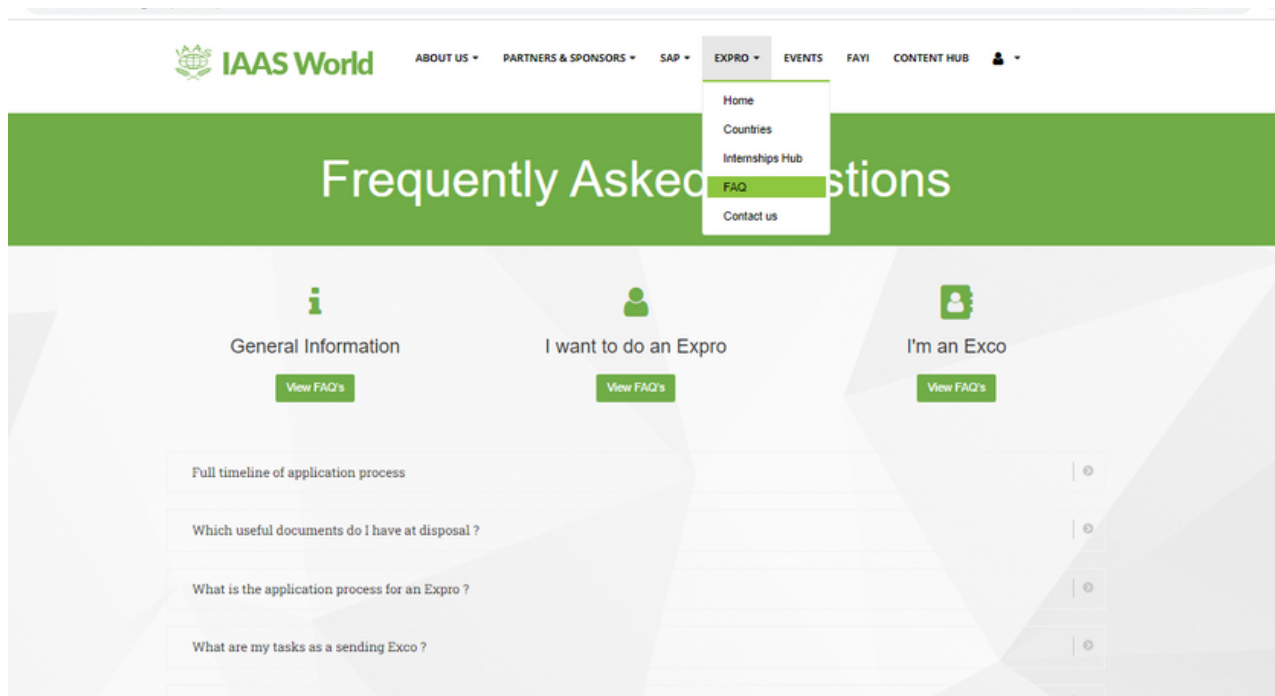 IAAS World
ABOUT US PARTNERS & SPONSORS SAP EXPRO EVENTS FAYI CONTENT HUB
Home
Countries
Internships Hub
FAQ
Contact us
Frequently Asked stions
General Information
View FAQ's
I want to do an Expro
View FAQ's
I'm an Exco
View FAQ's
Full timeline of application process
Which useful documents do I have at disposal ?
What is the application process for an Expro ?
What are my tasks as a sending Exco ?